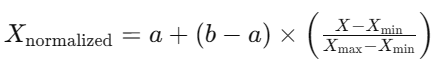 X_normalized = a + (b − a) × ( (X−X_min) / (X_max−X_min) )